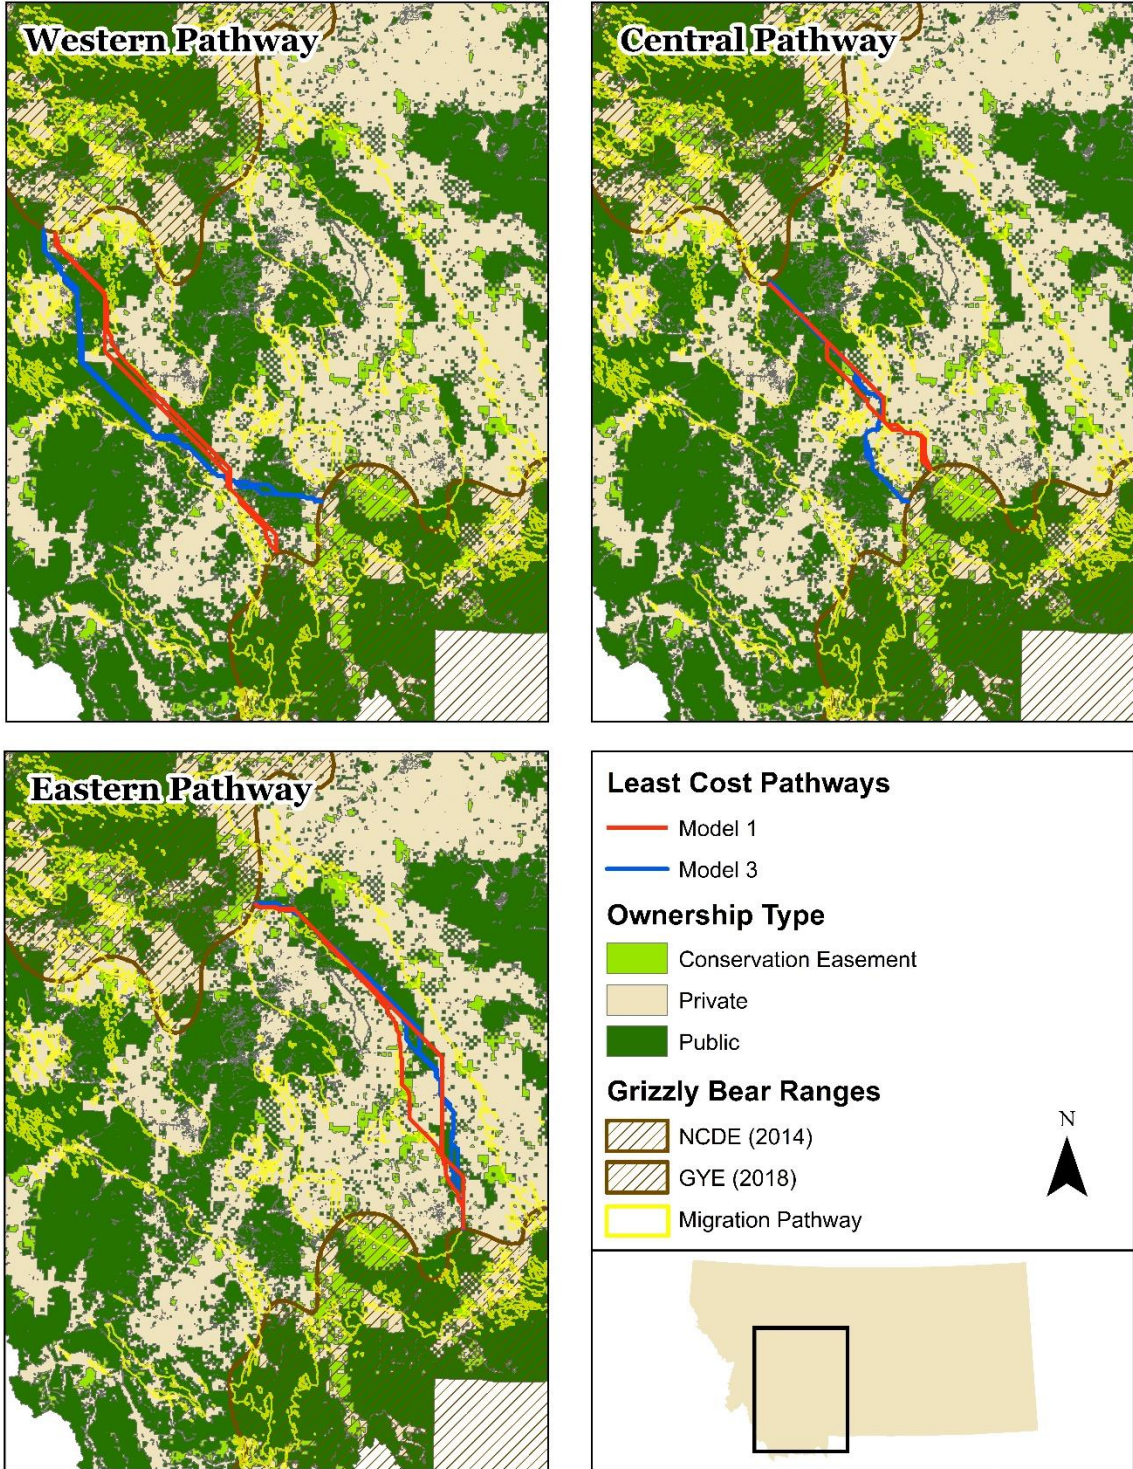 Western Pathway
Central Pathway
Eastern Pathway
Least Cost Pathways
Model 1
Model 3
Ownership Type
Conservation Easement
Private
Public
Grizzly Bear Ranges
NCDE (2014)
GYE (2018)
Migration Pathway
N